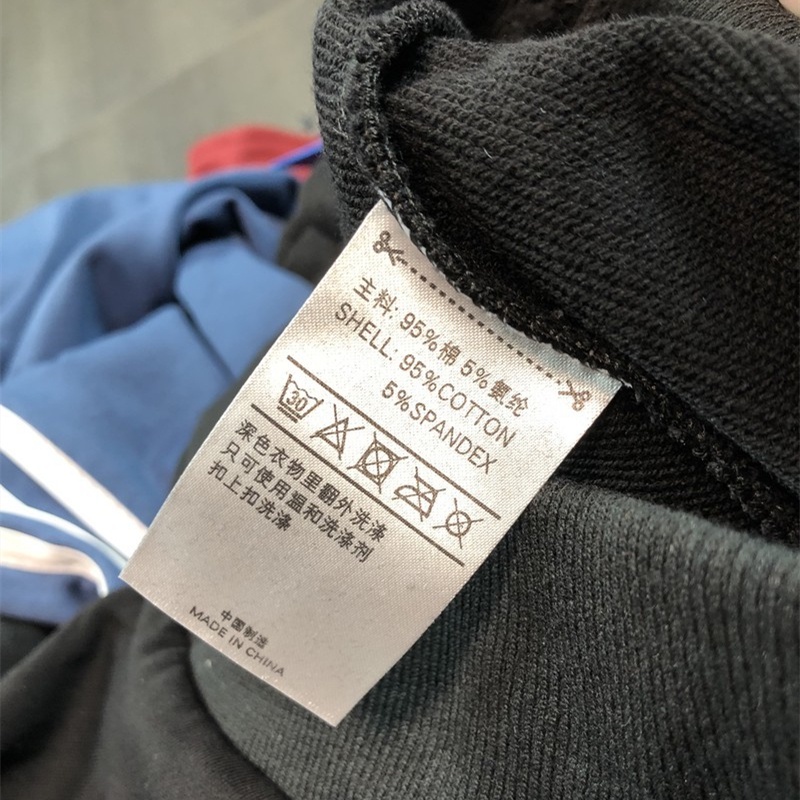 主料: 95%棉 5%氨纶
SHELL: 95%COTTON
5%SPANDEX
30
深色衣物里翻外洗涤
只可使用温和洗涤剂
扣上扣洗涤
中国制造
MADE IN CHINA